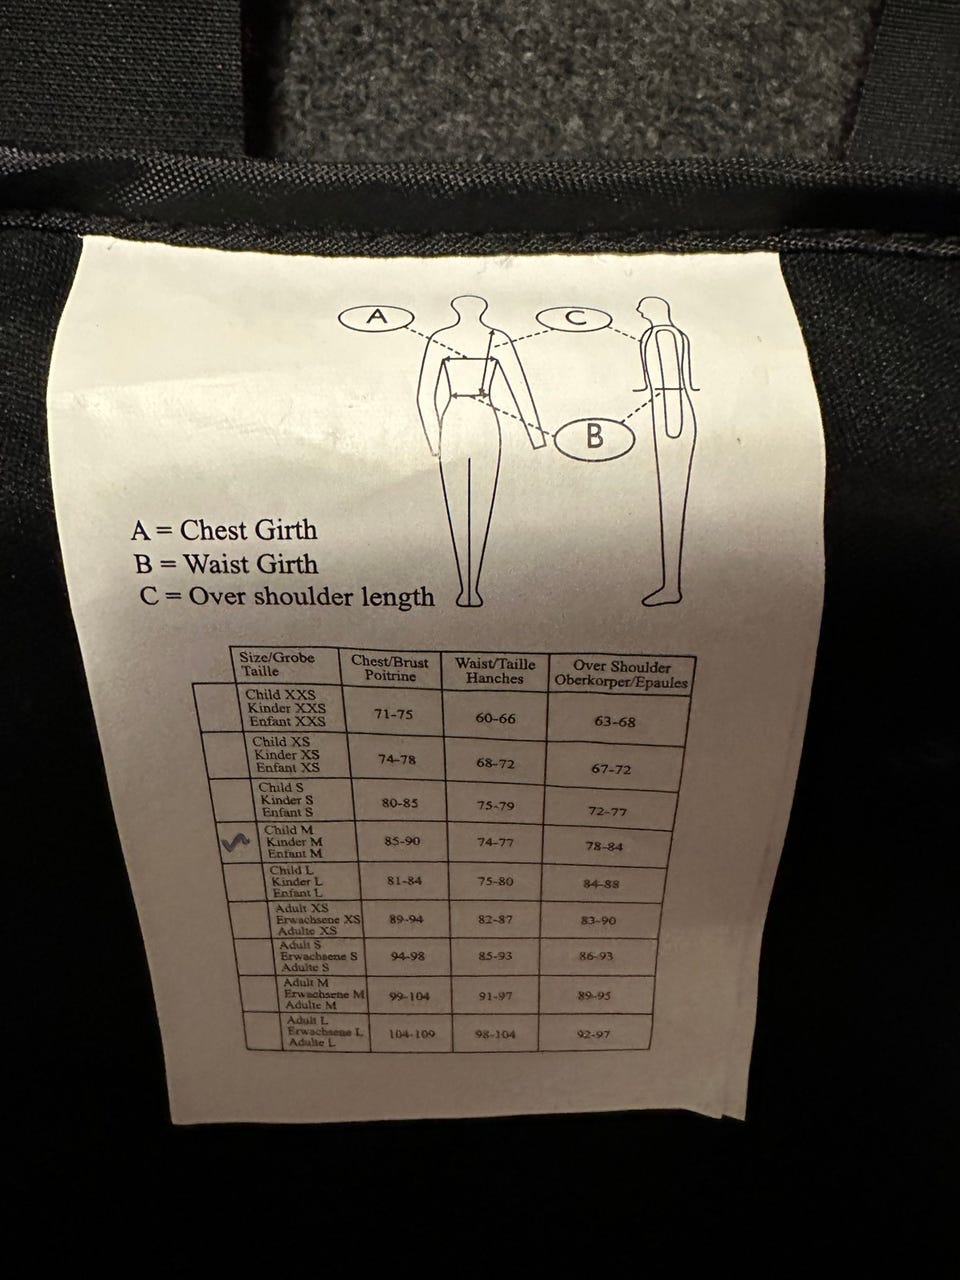 A
C
B
A = Chest Girth
B = Waist Girth
C = Over shoulder length
Size/Grobe
Taille
Chest/Brust
Poitrine
Waist/Taille
Hanches
Over Shoulder
Oberkorper/Epaules
Child XXS
Kinder XXS
Enfant XXS
71-75
60-66
63-68
Child XS
Kinder XS
Enfant XS
74-78
68-72
67-72
Child S
Kinder S
Enfant S
80-85
75-79
72-77
Child M
Kinder M
Enfant M
85-90
74-77
78-84
Child L
Kinder L
Enfant L
81-84
75-80
84-88
Adult XS
Erwachsene XS
Adulte XS
89-94
82-87
83-90
Adult S
Erwachsene S
Adulte S
94-98
85-93
86-93
Adult M
Erwachsene M
Adulte M
99-104
91-97
89-95
Adult L
Erwachsene L
Adulte L
104-109
98-104
92-97